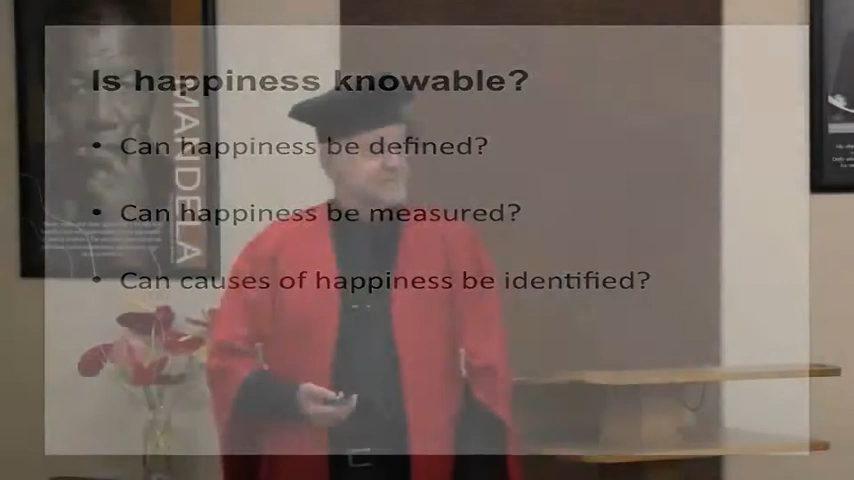 Is happiness knowable?
• Can happiness be defined?
• Can happiness be measured?
• Can causes of happiness be identified?
MANDELA